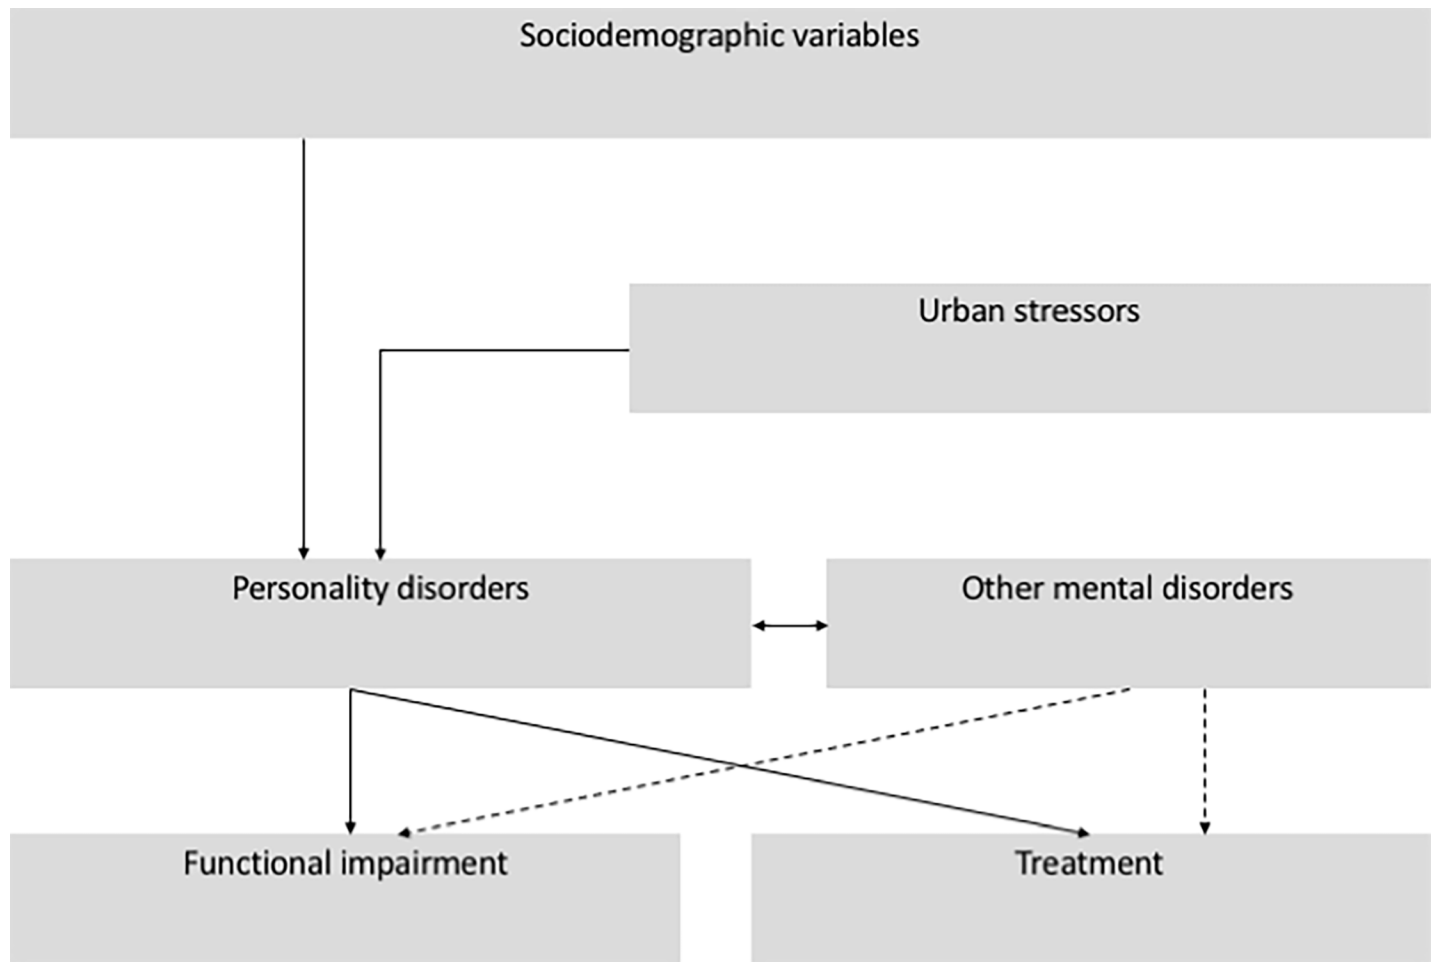 Sociodemographic variables
Urban stressors
Personality disorders
Other mental disorders
Functional impairment
Treatment